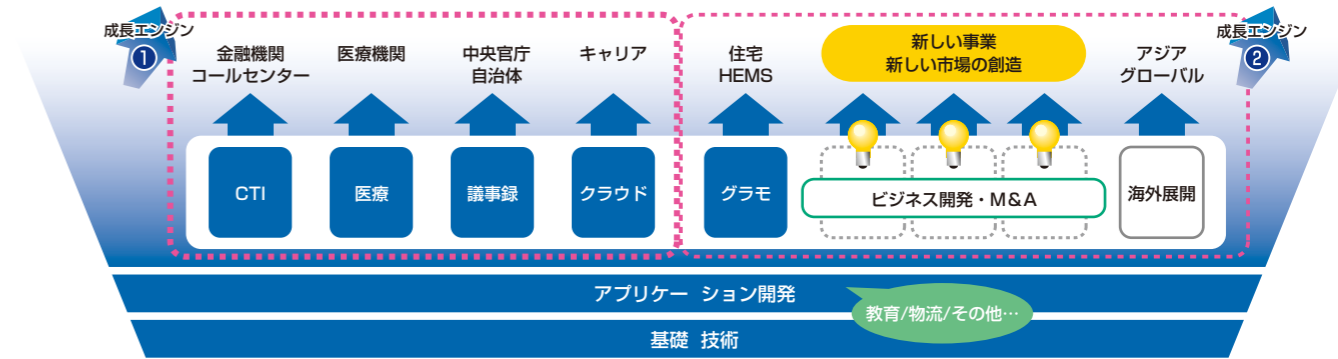 成長エンジン
1
金融機関
コールセンター
医療機関
中央官庁
自治体
キャリア
住宅
HEMS
新しい事業
新しい市場の創造
アジア
グローバル
成長エンジン
2
CTI
医療
議事録
クラウド
グラモ
ビジネス開発・M&A
海外展開
アプリケーション開発
教育/物流/その他…
基礎 技術